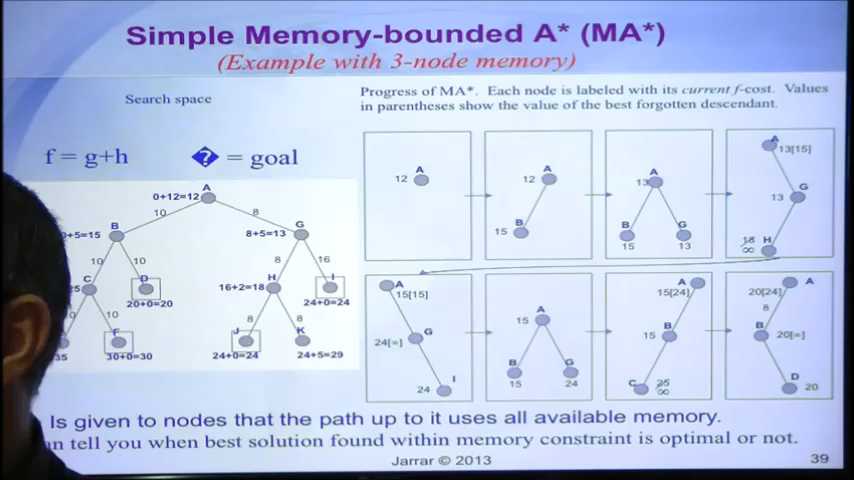 Simple Memory-bounded A* (MA*)
(Example with 3-node memory)
Search space
Progress of MA*. Each node is labeled with its current f-cost. Values
in parentheses show the value of the best forgotten descendant.
f = g+h
? = goal
A
0+12=12
10
8
B
+5=15
G
8+5=13
10
10
8
16
C
D
20+0=20
H
16+2=18
I
24+0=24
10
8
8
F
30+0=30
J
24+0=24
K
24+5=29
35
A
12
A
12
B
15
A
13
B
15
G
13
A
13[15]
G
13
H
18
∞
A
15[15]
G
24[∞]
I
24
A
15
B
15
G
24
A
15[24]
B
15
C
25
∞
A
20[24]
8
B
20[∞]
D
20
Is given to nodes that the path up to it uses all available memory.
tell you when best solution found within memory constraint is optimal or not.
Jarrar © 2013
39